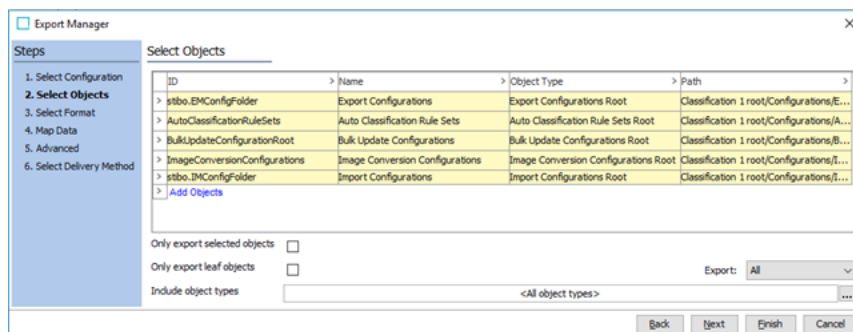 Export Manager
Steps
1. Select Configuration
2. Select Objects
3. Select Format
4. Map Data
5. Advanced
6. Select Delivery Method
Select Objects
ID > Name > Object Type > Path >
> stibo.EMConfigFolder Export Configurations Export Configurations Root Classification 1 root/Configurations/E...
> AutoClassificationRuleSets Auto Classification Rule Sets Auto Classification Rule Sets Root Classification 1 root/Configurations/A...
> BulkUpdateConfigurationRoot Bulk Update Configurations Bulk Update Configurations Root Classification 1 root/Configurations/B...
> ImageConversionConfigurations Image Conversion Configurations Image Conversion Configurations Root Classification 1 root/Configurations/I...
> stibo.IMConfigFolder Import Configurations Import Configurations Root Classification 1 root/Configurations/I...
> Add Objects
Only export selected objects
Only export leaf objects
Export: All
Include object types <All object types> ...
Back Next Finish Cancel